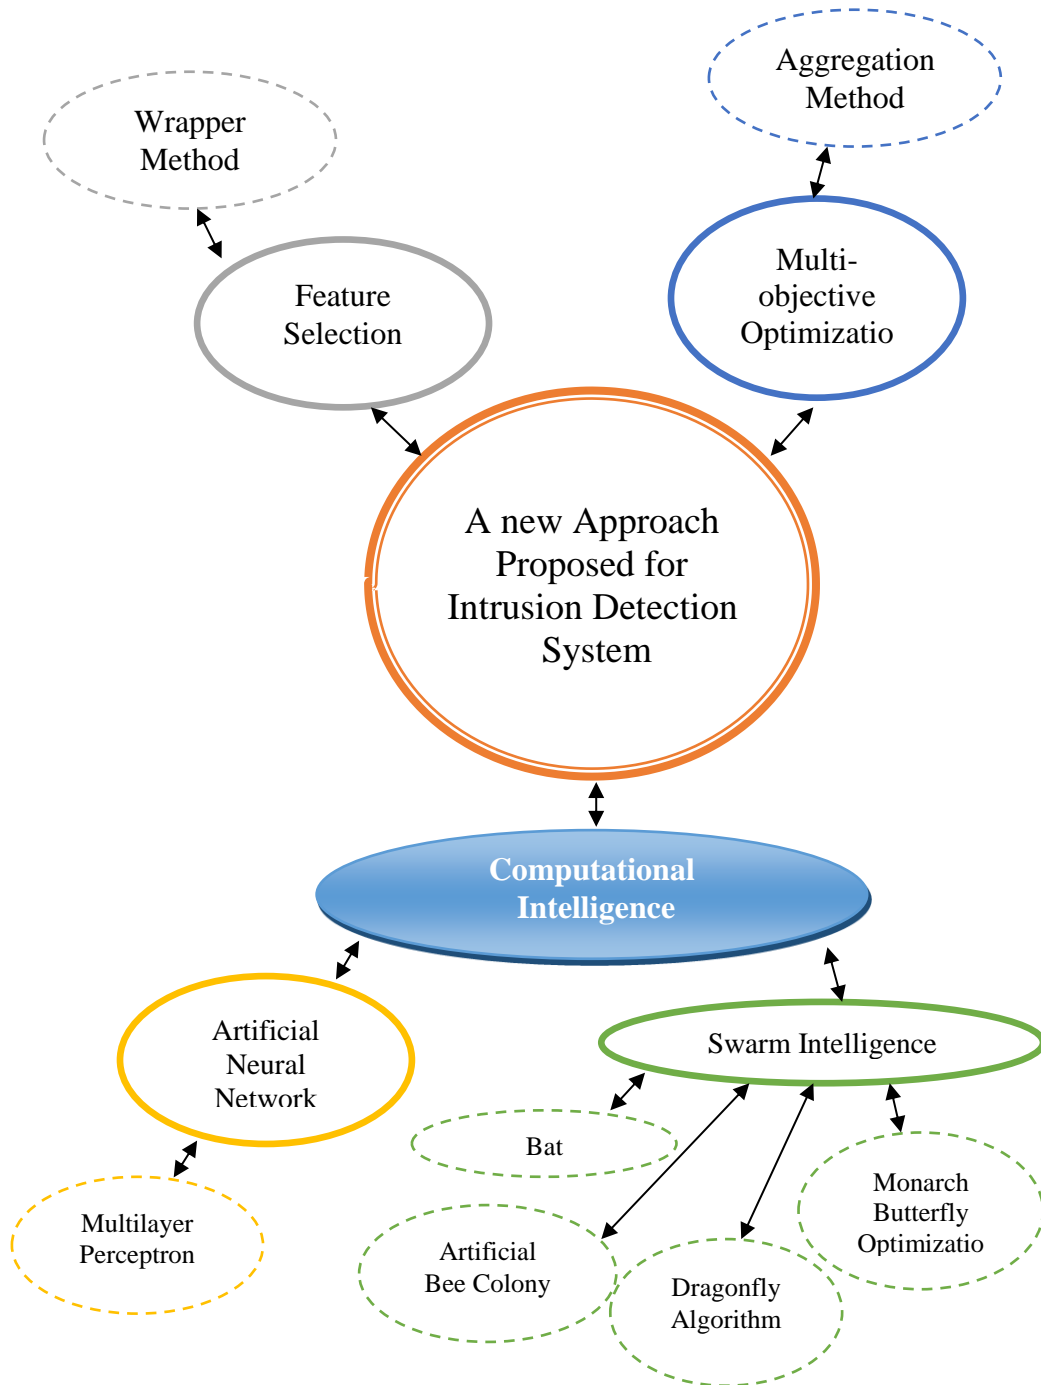 Aggregation
Method
Wrapper
Method
Multi-
objective
Optimizatio
Feature
Selection
A new Approach
Proposed for
Intrusion Detection
System
Computational
Intelligence
Artificial
Neural
Network
Swarm Intelligence
Bat
Monarch
Butterfly
Optimizatio
Multilayer
Perceptron
Artificial
Bee Colony
Dragonfly
Algorithm